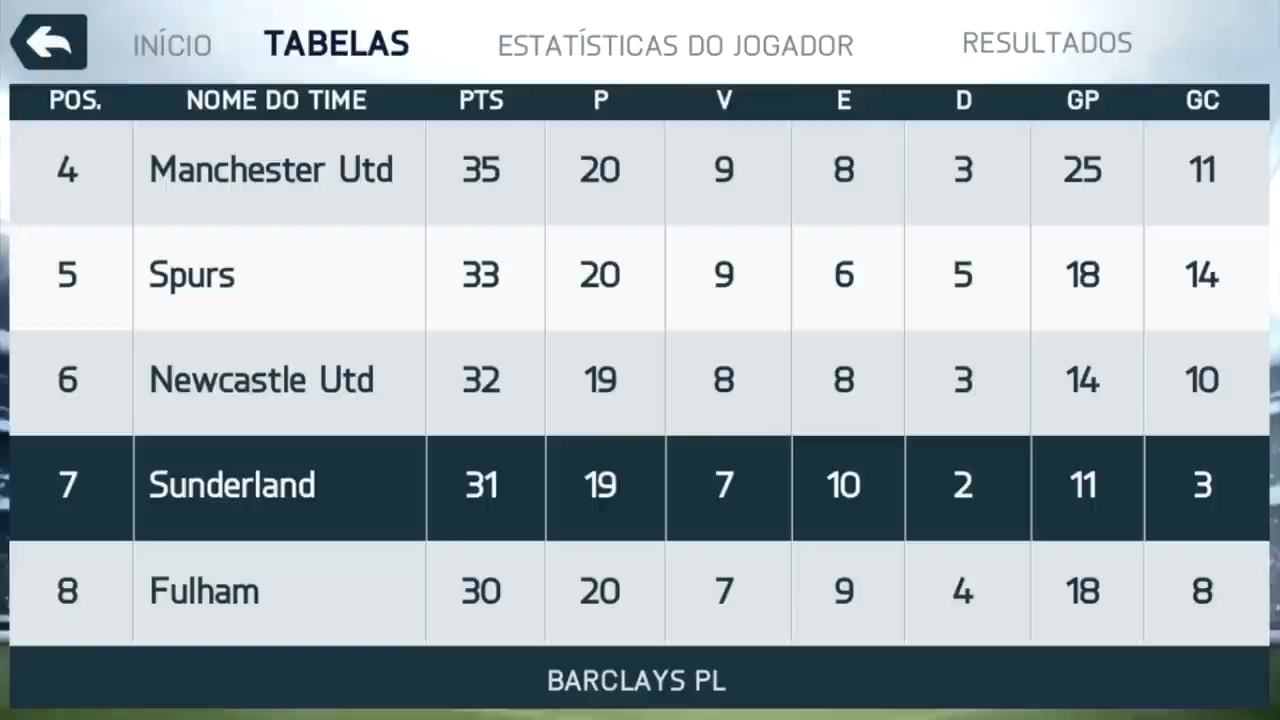 INÍCIO TABELAS ESTATÍSTICAS DO JOGADOR RESULTADOS
POS. NOME DO TIME PTS P V E D GP GC
4 Manchester Utd 35 20 9 8 3 25 11
5 Spurs 33 20 9 6 5 18 14
6 Newcastle Utd 32 19 8 8 3 14 10
7 Sunderland 31 19 7 10 2 11 3
8 Fulham 30 20 7 9 4 18 8
BARCLAYS PL